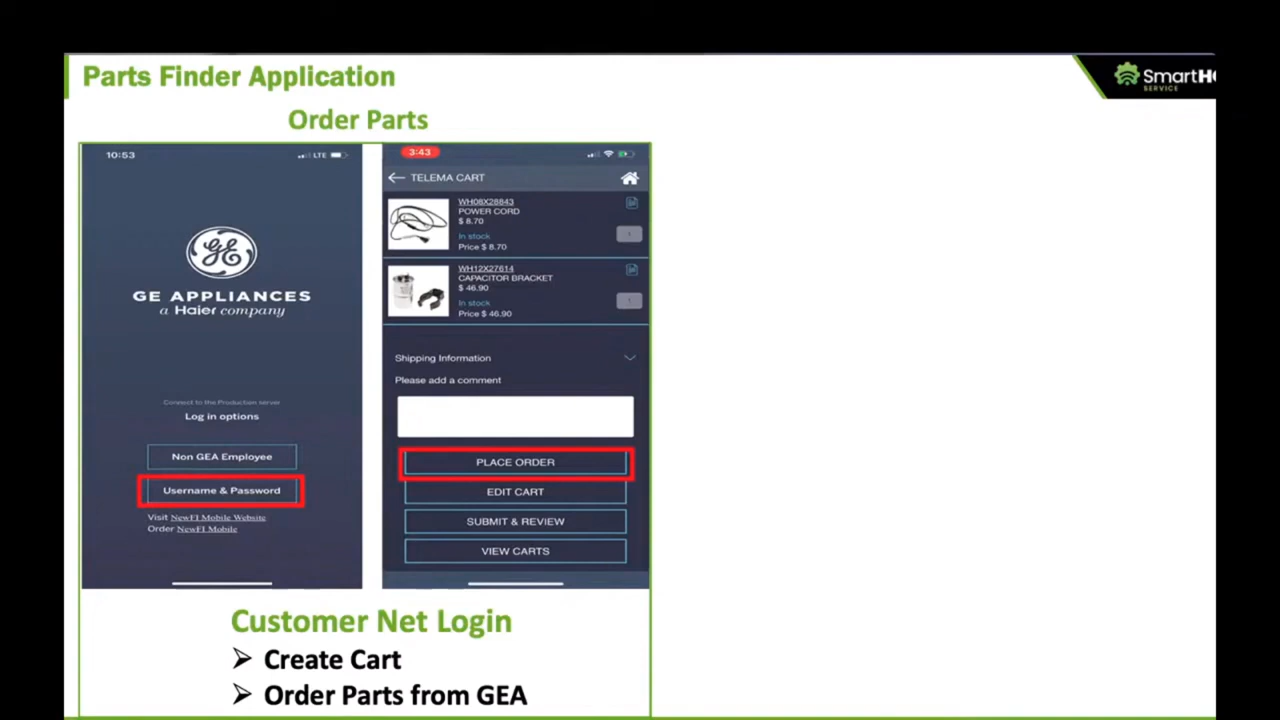 Parts Finder Application
SmartH
SERVICE
Order Parts
10:53
LTE
GE APPLIANCES
a Haier company
Connect to the Production server
Log in options
Non GEA Employee
Username & Password
Visit NewFI Mobile Website
Order NewFI Mobile
3:43
TELEMA CART
WH08X28843
POWER CORD
$ 8.70
In stock
Price $ 8.70
WH12X27614
CAPACITOR BRACKET
$ 46.90
In stock
Price $ 46.90
Shipping Information
Please add a comment
PLACE ORDER
EDIT CART
SUBMIT & REVIEW
VIEW CARTS
Customer Net Login
➢ Create Cart
➢ Order Parts from GEA